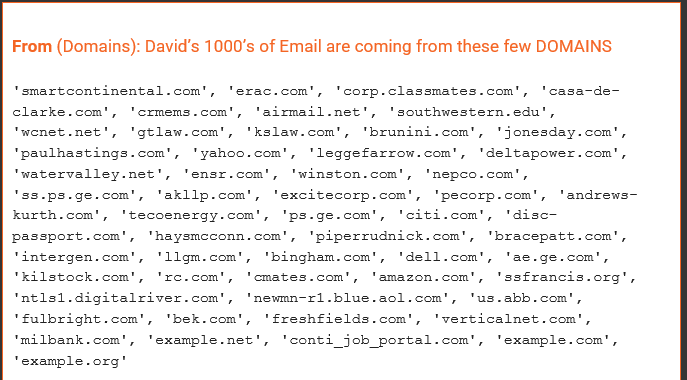 From (Domains): David’s 1000’s of Email are coming from these few DOMAINS
'smartcontinental.com', 'erac.com', 'corp.classmates.com', 'casa-de-
clarke.com', 'crmems.com', 'airmail.net', 'southwestern.edu',
'wcnet.net', 'gtlaw.com', 'kslaw.com', 'brunini.com', 'jonesday.com',
'paulhastings.com', 'yahoo.com', 'leggefarrow.com', 'deltapower.com',
'watervalley.net', 'ensr.com', 'winston.com', 'nepco.com',
'ss.ps.ge.com', 'akllp.com', 'excitecorp.com', 'pecorp.com', 'andrews-
kurth.com', 'tecoenergy.com', 'ps.ge.com', 'citi.com', 'disc-
passport.com', 'haysmcconn.com', 'piperrudnick.com', 'bracepatt.com',
'intergen.com', 'llgm.com', 'bingham.com', 'dell.com', 'ae.ge.com',
'kilstock.com', 'rc.com', 'cmates.com', 'amazon.com', 'ssfrancis.org',
'ntls1.digitalriver.com', 'newmn-r1.blue.aol.com', 'us.abb.com',
'fulbright.com', 'bek.com', 'freshfields.com', 'verticalnet.com',
'milbank.com', 'example.net', 'conti_job_portal.com', 'example.com',
'example.org'